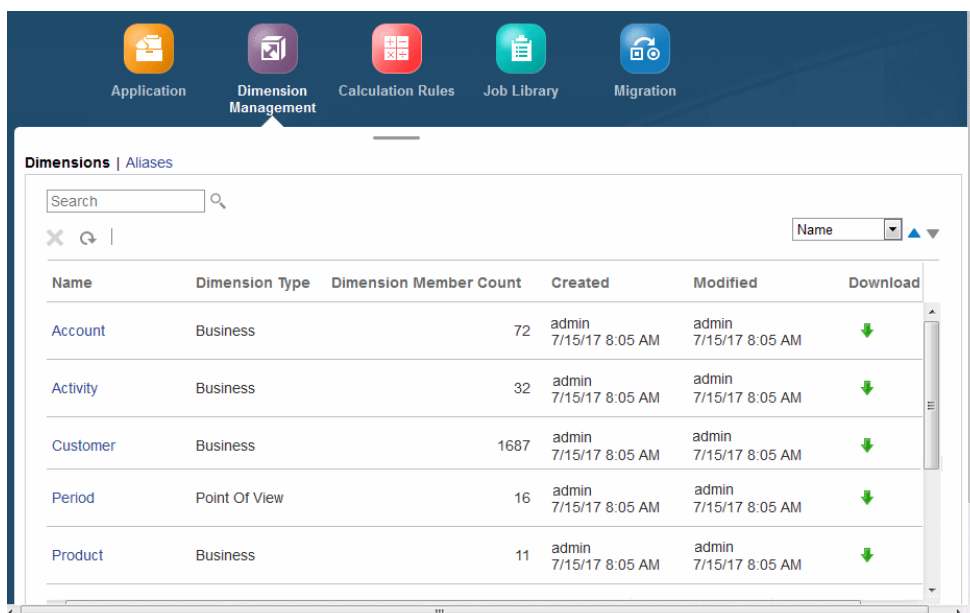 Application
Dimension
Management
Calculation Rules
Job Library
Migration
Dimensions | Aliases
Search
Name
Name Dimension Type Dimension Member Count Created Modified Download
Account Business 72 admin
7/15/17 8:05 AM admin
7/15/17 8:05 AM
Activity Business 32 admin
7/15/17 8:05 AM admin
7/15/17 8:05 AM
Customer Business 1687 admin
7/15/17 8:05 AM admin
7/15/17 8:05 AM
Period Point Of View 16 admin
7/15/17 8:05 AM admin
7/15/17 8:05 AM
Product Business 11 admin
7/15/17 8:05 AM admin
7/15/17 8:05 AM